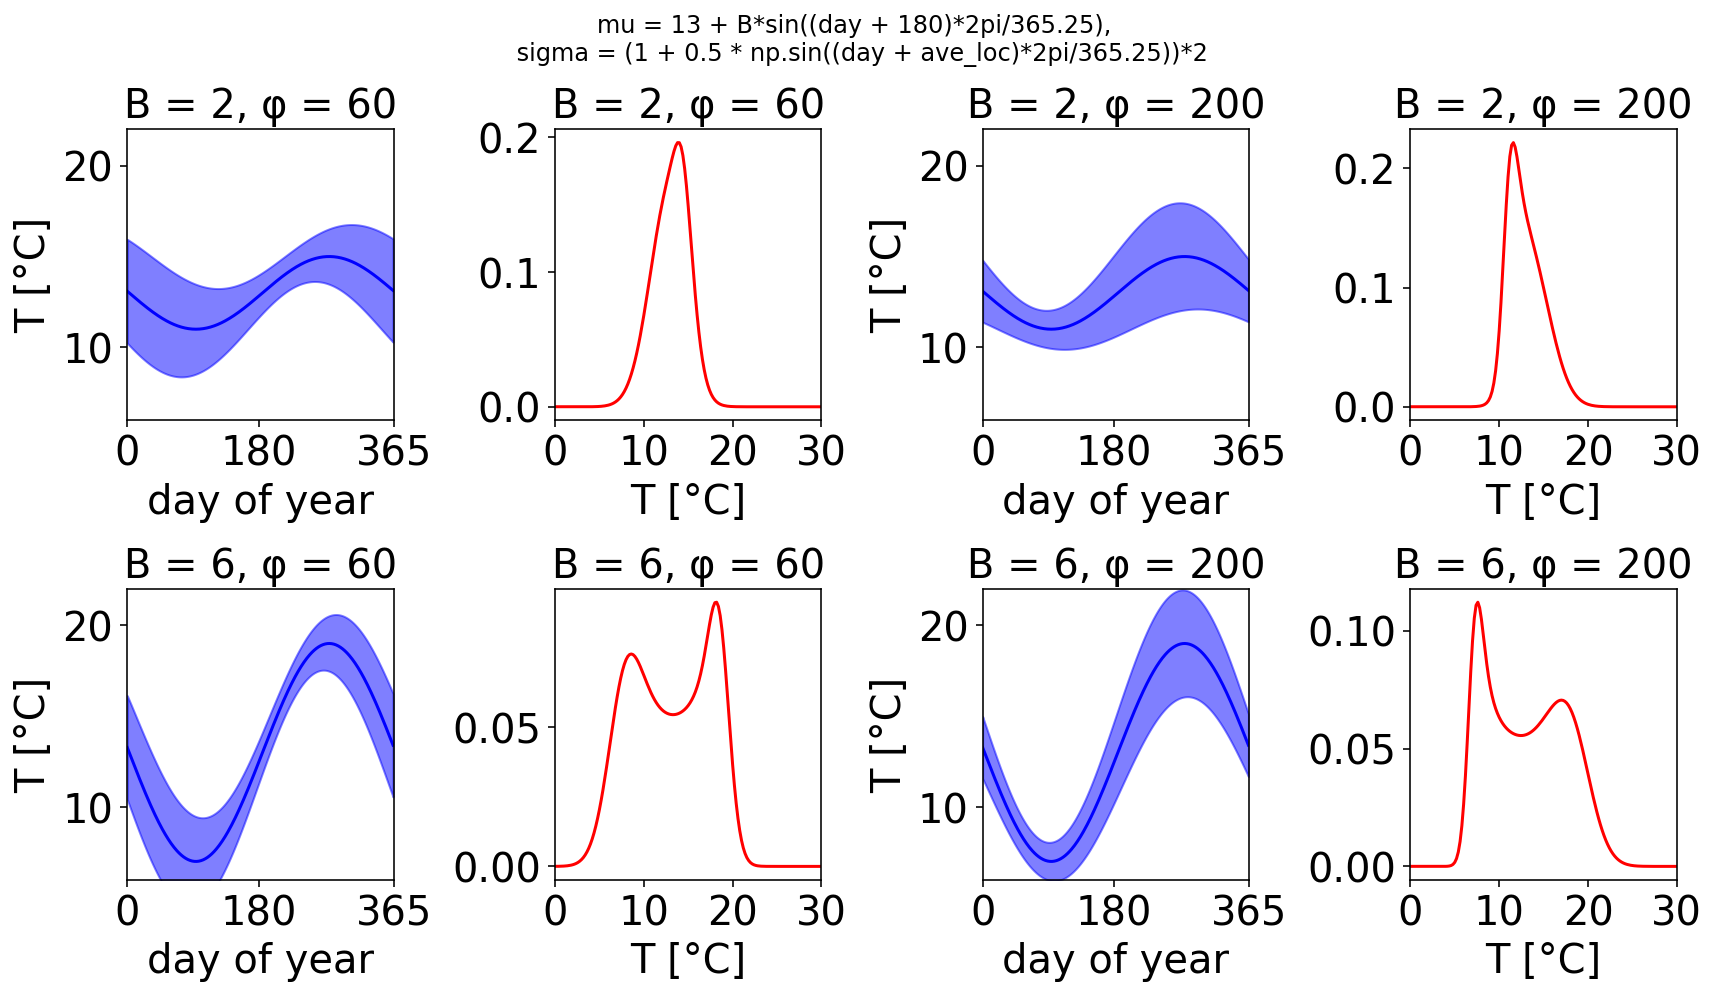 mu = 13 + B*sin((day + 180)*2pi/365.25),
sigma = (1 + 0.5 * np.sin((day + ave_loc)*2pi/365.25))*2
B = 2, φ = 60
20
10
T [°C]
0
180
365
day of year
B = 2, φ = 60
0.2
0.1
0.0
0
10
20
30
T [°C]
B = 2, φ = 200
20
10
T [°C]
0
180
365
day of year
B = 2, φ = 200
0.2
0.1
0.0
0
10
20
30
T [°C]
B = 6, φ = 60
20
10
T [°C]
0
180
365
day of year
B = 6, φ = 60
0.05
0.00
0
10
20
30
T [°C]
B = 6, φ = 200
20
10
T [°C]
0
180
365
day of year
B = 6, φ = 200
0.10
0.05
0.00
0
10
20
30
T [°C]